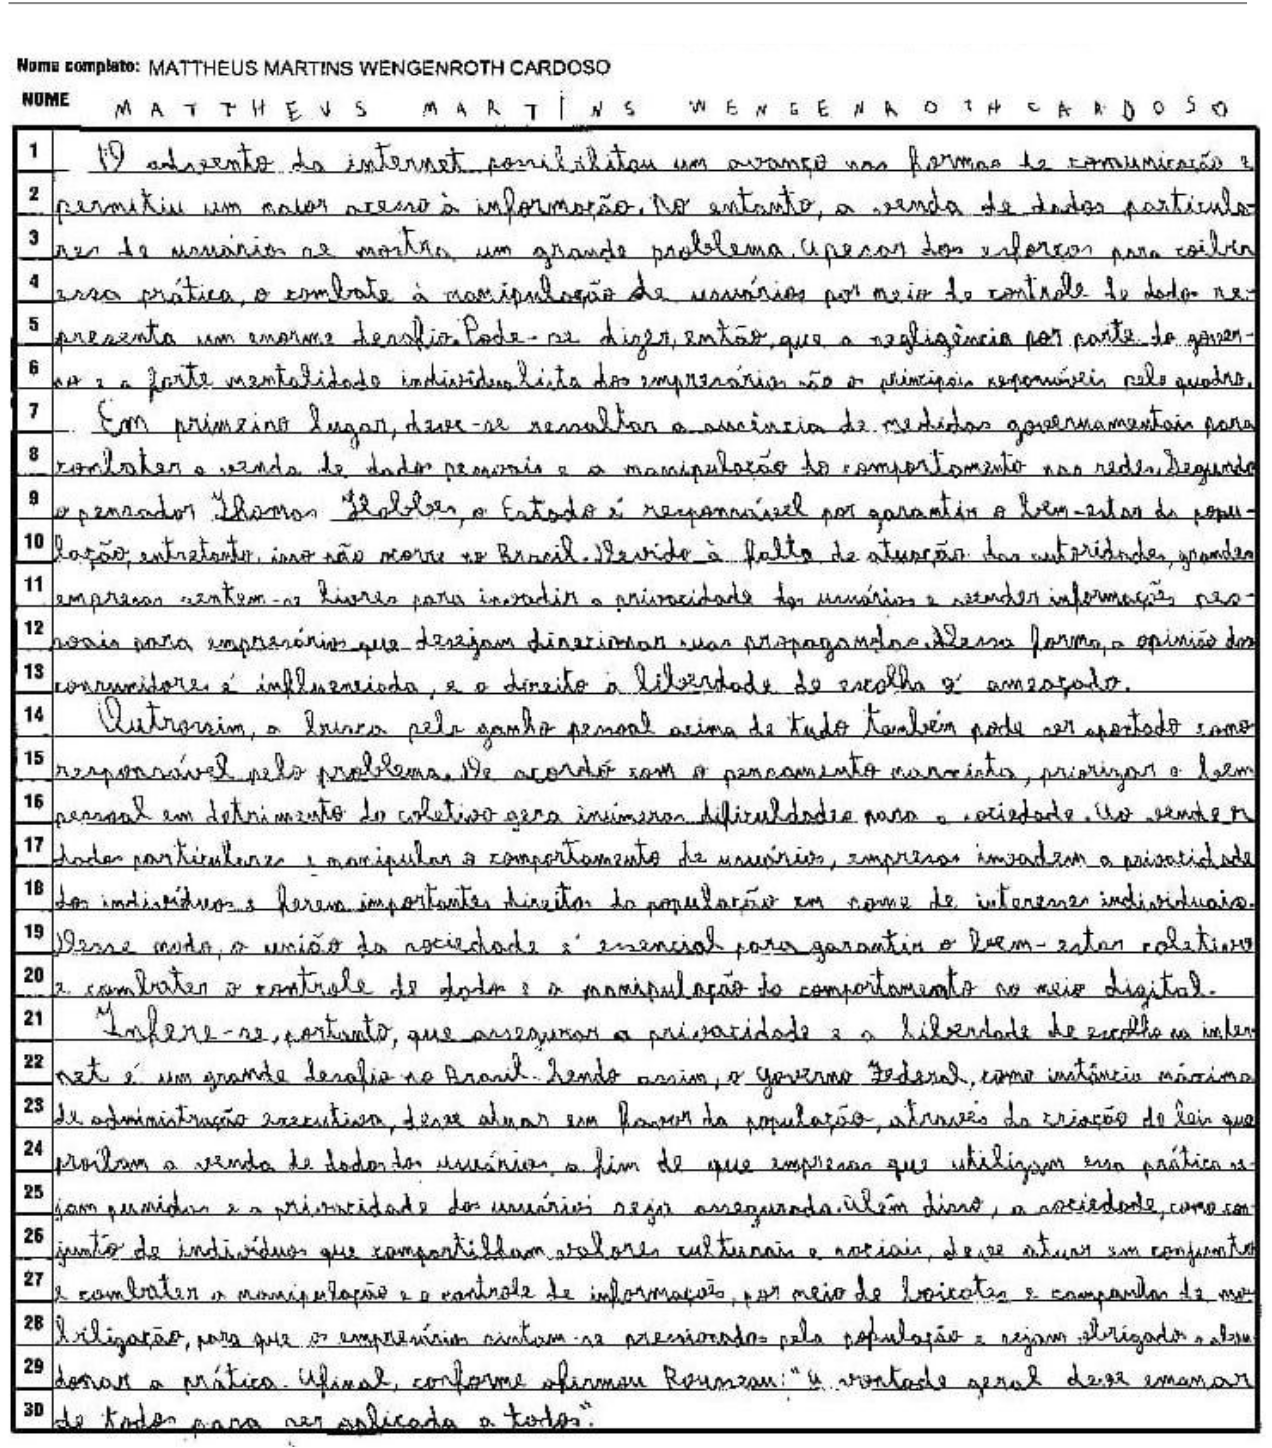 Nome completo: MATTHEUS MARTINS WENGENROTH CARDOSO
NOME MATTHEUS MARTINS WENGENROTH CARDOSO
1 O advento da internet possibilitou um avanço nas formas de comunicação e
2 permitiu um maior acesso à informação. No entanto, a venda de dados particula-
3 res de usuários se mostra um grande problema. Apesar dos esforços para coibir
4 essa prática, o combate à manipulação de usuários por meio de controle de dados re-
5 presenta um enorme desafio. Pode-se dizer, então, que a negligência por parte do gover-
6 no e a forte mentalidade individualista dos empresários são os principais responsáveis pelo quadro.
7 Em primeiro lugar, deve-se ressaltar a ausência de medidas governamentais para
8 combater a venda de dados pessoais e a manipulação do comportamento nas redes. Segundo
9 o pensador Thomas Hobbes, o Estado é responsável por garantir o bem-estar da popu-
10 lação, entretanto, isso não ocorre no Brasil. Devido à falta de atuação das autoridades, grandes
11 empresas sentem-se livres para invadir a privacidade dos usuários e vender informações pes-
12 soais para empresários que desejam direcionar suas propagandas. Dessa forma, a opinião dos
13 consumidores é influenciada, e o direito à liberdade de escolha é ameaçado.
14 Outrossim, a busca pelo ganho pessoal acima de tudo também pode ser apontado como
15 responsável pelo problema. De acordo com o pensamento marxista, priorizar o bem
16 pessoal em detrimento do coletivo gera inúmeras dificuldades para a sociedade. Ao vender
17 dados particulares e manipular o comportamento de usuários, empresas invadem a privacidade
18 dos indivíduos e ferem importantes direitos da população em nome de interesses individuais.
19 Desse modo, a união da sociedade é essencial para garantir o bem-estar coletivo
20 e combater o controle de dados e a manipulação do comportamento no meio digital.
21 Infere-se, portanto, que assegurar a privacidade e a liberdade de escolha na inter-
22 net é um grande desafio no Brasil. Sendo assim, o Governo Federal, como instância máxima
23 de administração executiva, deve atuar em favor da população, através da criação de leis que
24 proíbam a venda de dados dos usuários, a fim de que empresas que utilizam essa prática se-
25 jam punidas e a privacidade dos usuários seja assegurada. Além disso, a sociedade, como con-
26 junto de indivíduos que compartilham valores culturais e sociais, deve atuar em conjunto
27 e combater a manipulação e o controle de informações, por meio de boicotes e campanhas de mo-
28 bilização, para que os empresários sintam-se pressionados pela população e sejam obrigados a aban-
29 donar a prática. Afinal, conforme afirmou Rousseau: "A vontade geral deve emanar
30 de todos para ser aplicada a todos".